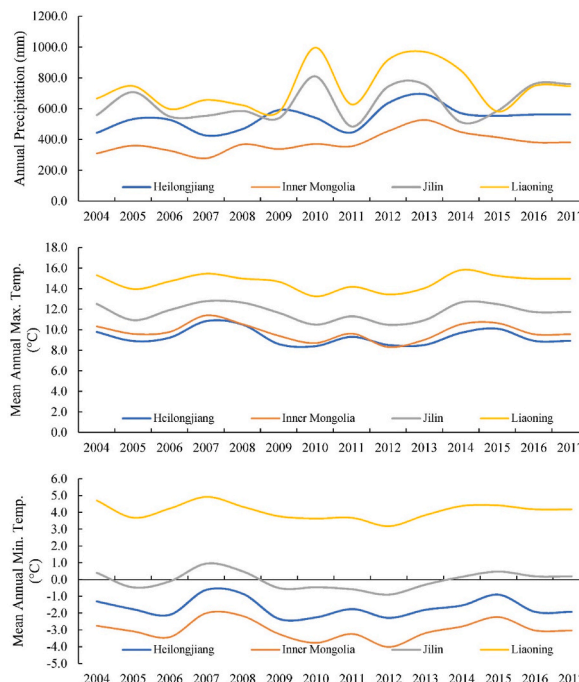 Annual Precipitation (mm)
1200.0
1000.0
800.0
600.0
400.0
200.0
0.0
Heilongjiang Inner Mongolia Jilin Liaoning
2004 2005 2006 2007 2008 2009 2010 2011 2012 2013 2014 2015 2016 2017
Mean Annual Max. Temp.
(°C)
18.0
16.0
14.0
12.0
10.0
8.0
6.0
4.0
2.0
0.0
Heilongjiang Inner Mongolia Jilin Liaoning
2004 2005 2006 2007 2008 2009 2010 2011 2012 2013 2014 2015 2016 2017
Mean Annual Min. Temp.
(°C)
6.0
5.0
4.0
3.0
2.0
1.0
0.0
-1.0
-2.0
-3.0
-4.0
-5.0
Heilongjiang Inner Mongolia Jilin Liaoning
2004 2005 2006 2007 2008 2009 2010 2011 2012 2013 2014 2015 2016 2017